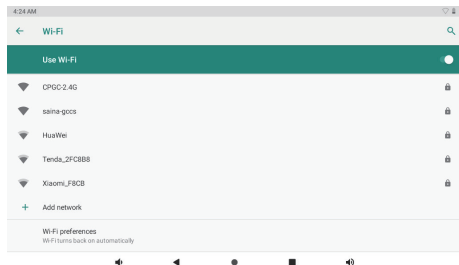 4:24 AM
Wi-Fi
Use Wi-Fi
CPGC-2.4G
saina-gccs
HuaWei
Tenda_2FC8B8
Xiaomi_F8CB
Add network
Wi-Fi preferences
Wi-Fi turns back on automatically